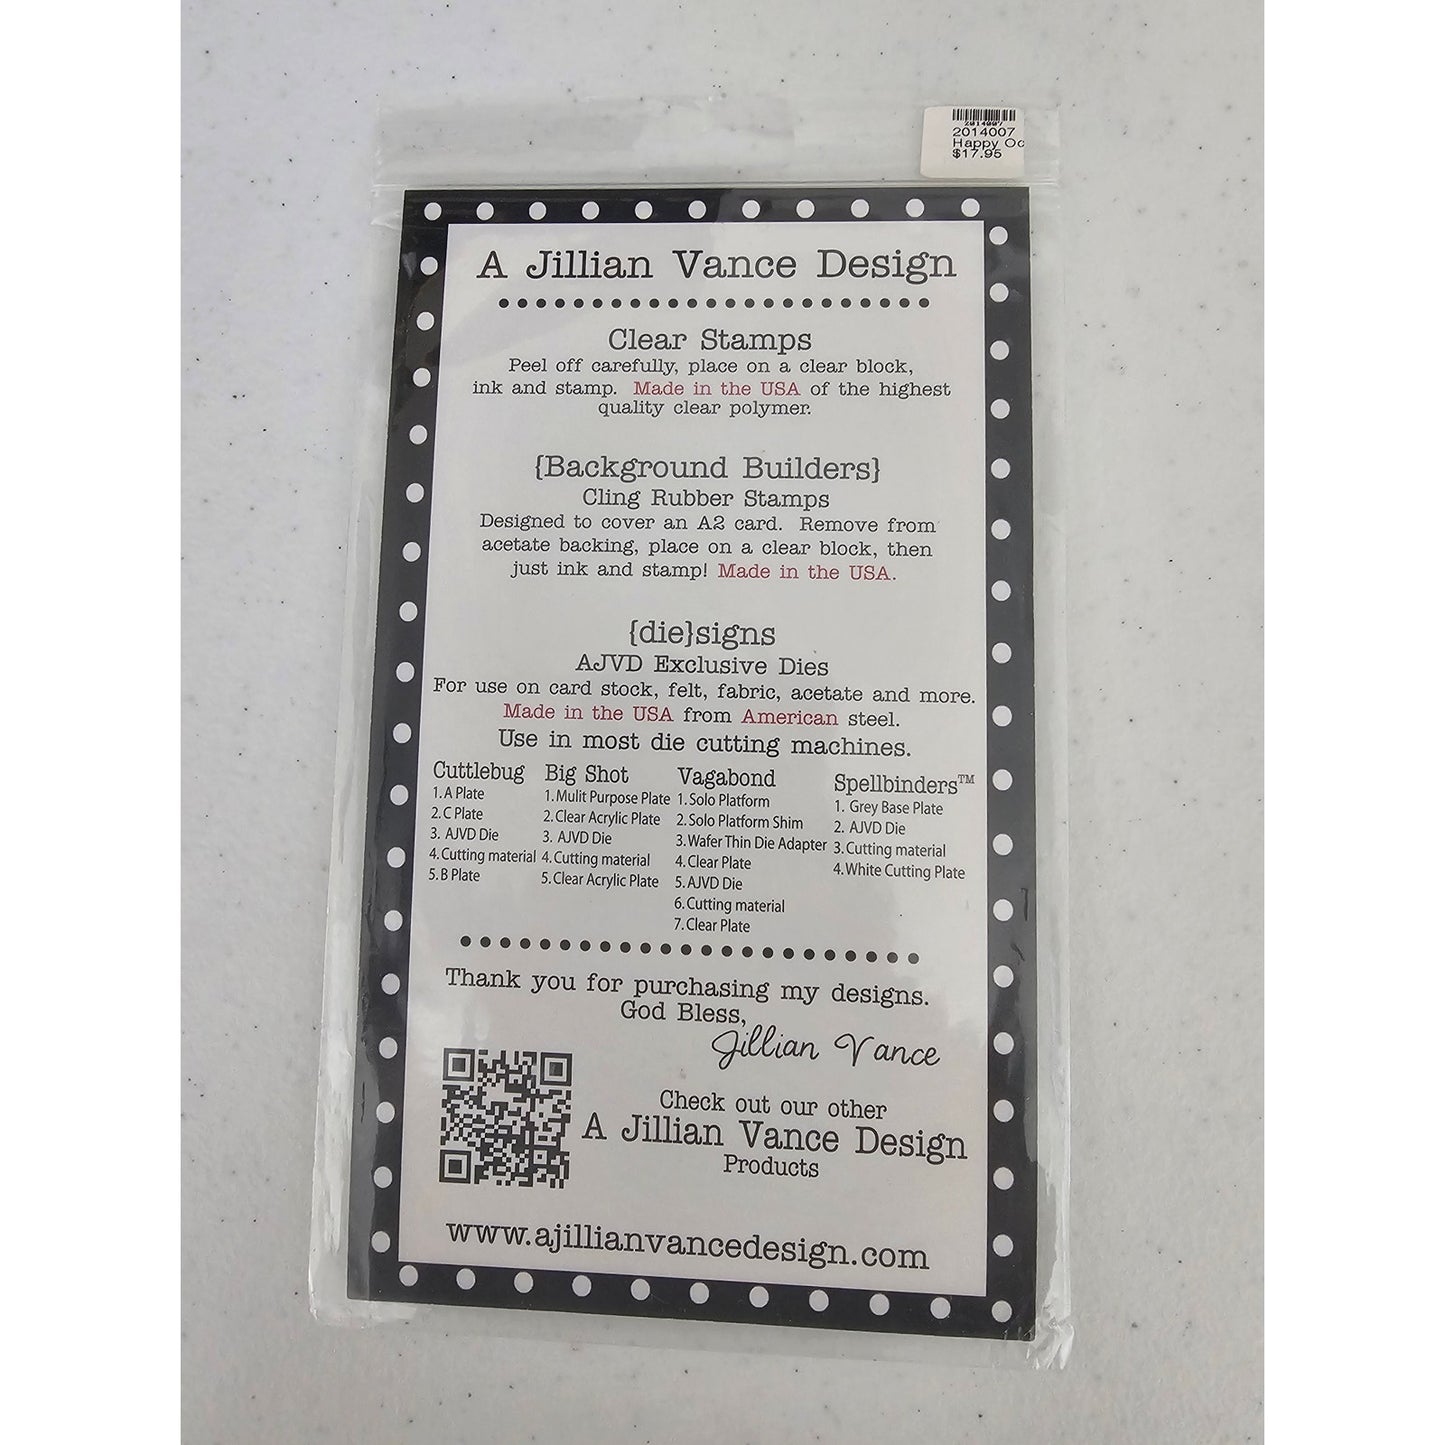 2014007
2014007
Happy Oc
$17.95
A Jillian Vance Design
Clear Stamps
Peel off carefully, place on a clear block,
ink and stamp. Made in the USA of the highest
quality clear polymer.
{Background Builders}
Cling Rubber Stamps
Designed to cover an A2 card. Remove from
acetate backing, place on a clear block, then
just ink and stamp! Made in the USA.
{die}signs
AJVD Exclusive Dies
For use on card stock, felt, fabric, acetate and more.
Made in the USA from American steel.
Use in most die cutting machines.
Cuttlebug
1. A Plate
2. C Plate
3. AJVD Die
4. Cutting material
5. B Plate
Big Shot
1. Mulit Purpose Plate
2. Clear Acrylic Plate
3. AJVD Die
4. Cutting material
5. Clear Acrylic Plate
Vagabond
1. Solo Platform
2. Solo Platform Shim
3. Wafer Thin Die Adapter
4. Clear Plate
5. AJVD Die
6. Cutting material
7. Clear Plate
Spellbinders™
1. Grey Base Plate
2. AJVD Die
3. Cutting material
4. White Cutting Plate
Thank you for purchasing my designs.
God Bless,
Jillian Vance
Check out our other
A Jillian Vance Design
Products
www.ajillianvancedesign.com